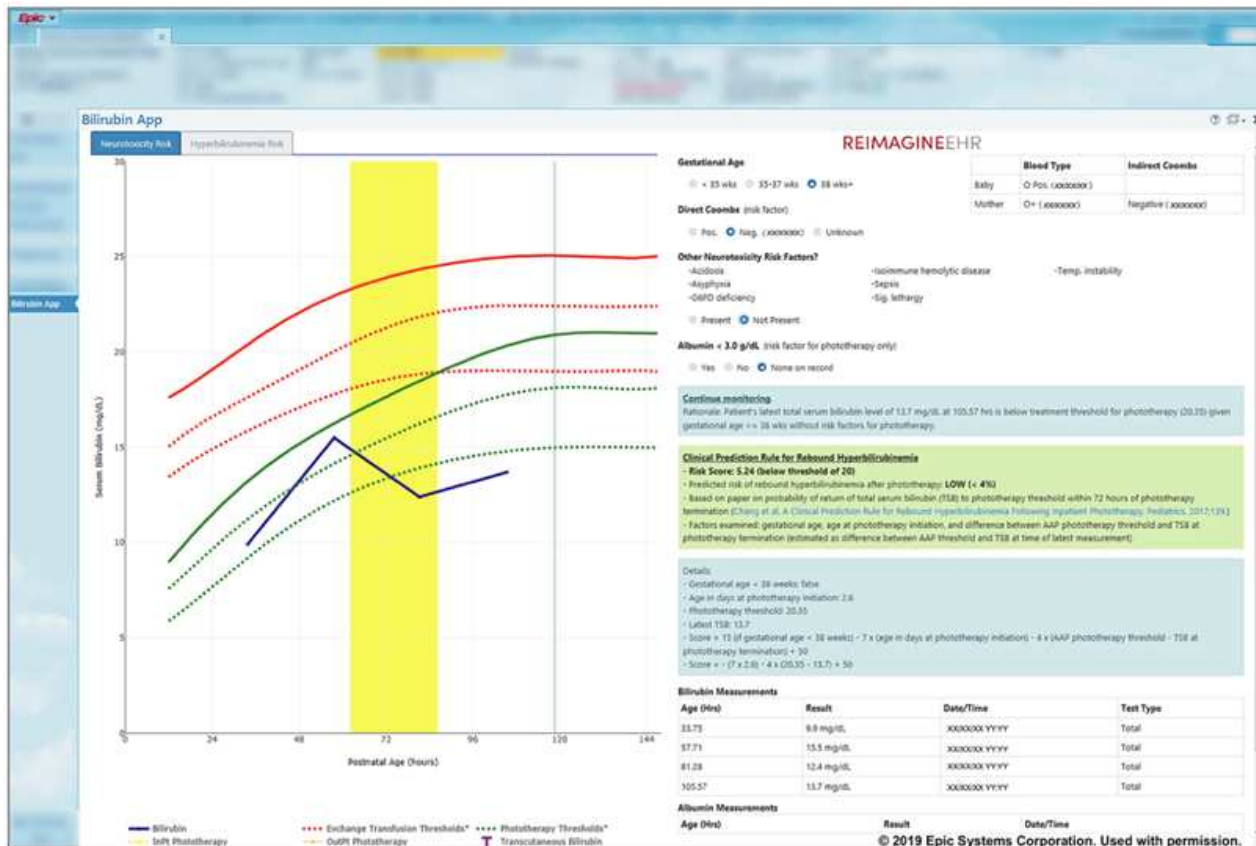 Epic
Bilirubin App
Neurotoxicity Risk
Hyperbilirubinemia Risk
Bilirubin App
30
25
20
15
10
5
0
0 24 48 72 96 120 144
Serum Bilirubin (mg/dL)
Postnatal Age (hours)
Bilirubin
Exchange Transfusion Thresholds*
Phototherapy Thresholds*
InPt Phototherapy
OutPt Phototherapy
Transcutaneous Bilirubin
REIMAGINEEHR
Gestational Age
< 35 wks 35-37 wks 38 wks+
Blood Type Indirect Coombs
Baby O Pos. (xxxxxxx)
Mother O+ (xxxxxxx) Negative (xxxxxxx)
Direct Coombs (risk factor)
Pos. Neg. (xxxxxxx) Unknown
Other Neurotoxicity Risk Factors?
-Acidosis -Isoimmune hemolytic disease -Temp. instability
-Asphyxia -Sepsis
-G6PD deficiency -Sig. lethargy
Present Not Present
Albumin < 3.0 g/dL (risk factor for phototherapy only)
Yes No None on record
Continue monitoring
Rationale: Patient's latest total serum bilirubin level of 13.7 mg/dL at 105.57 hrs is below treatment threshold for phototherapy (20.35) given
gestational age >= 38 wks without risk factors for phototherapy.
Clinical Prediction Rule for Rebound Hyperbilirubinemia
- Risk Score: 5.24 (below threshold of 20)
- Predicted risk of rebound hyperbilirubinemia after phototherapy: LOW (< 4%)
- Based on paper on probability of return of total serum bilirubin (TSB) to phototherapy threshold within 72 hours of phototherapy
termination (Chang et al. A Clinical Prediction Rule for Rebound Hyperbilirubinemia Following Inpatient Phototherapy. Pediatrics. 2017;139.)
- Factors examined: gestational age, age at phototherapy initiation, and difference between AAP phototherapy threshold and TSB at
phototherapy termination (estimated as difference between AAP threshold and TSB at time of latest measurement)
Details:
- Gestational age < 38 weeks: false
- Age in days at phototherapy initiation: 2.6
- Phototherapy threshold: 20.35
- Latest TSB: 13.7
- Score = 15 (if gestational age < 38 weeks) - 7 x (age in days at phototherapy initiation) - 4 x (AAP phototherapy threshold - TSB at
phototherapy termination) + 50
- Score = - (7 x 2.6) - 4 x (20.35 - 13.7) + 50
Bilirubin Measurements
Age (Hrs) Result Date/Time Test Type
33.75 9.9 mg/dL XX/XX/XX YY:YY Total
57.71 15.5 mg/dL XX/XX/XX YY:YY Total
81.28 12.4 mg/dL XX/XX/XX YY:YY Total
105.57 13.7 mg/dL XX/XX/XX YY:YY Total
Albumin Measurements
Age (Hrs) Result Date/Time
© 2019 Epic Systems Corporation. Used with permission.